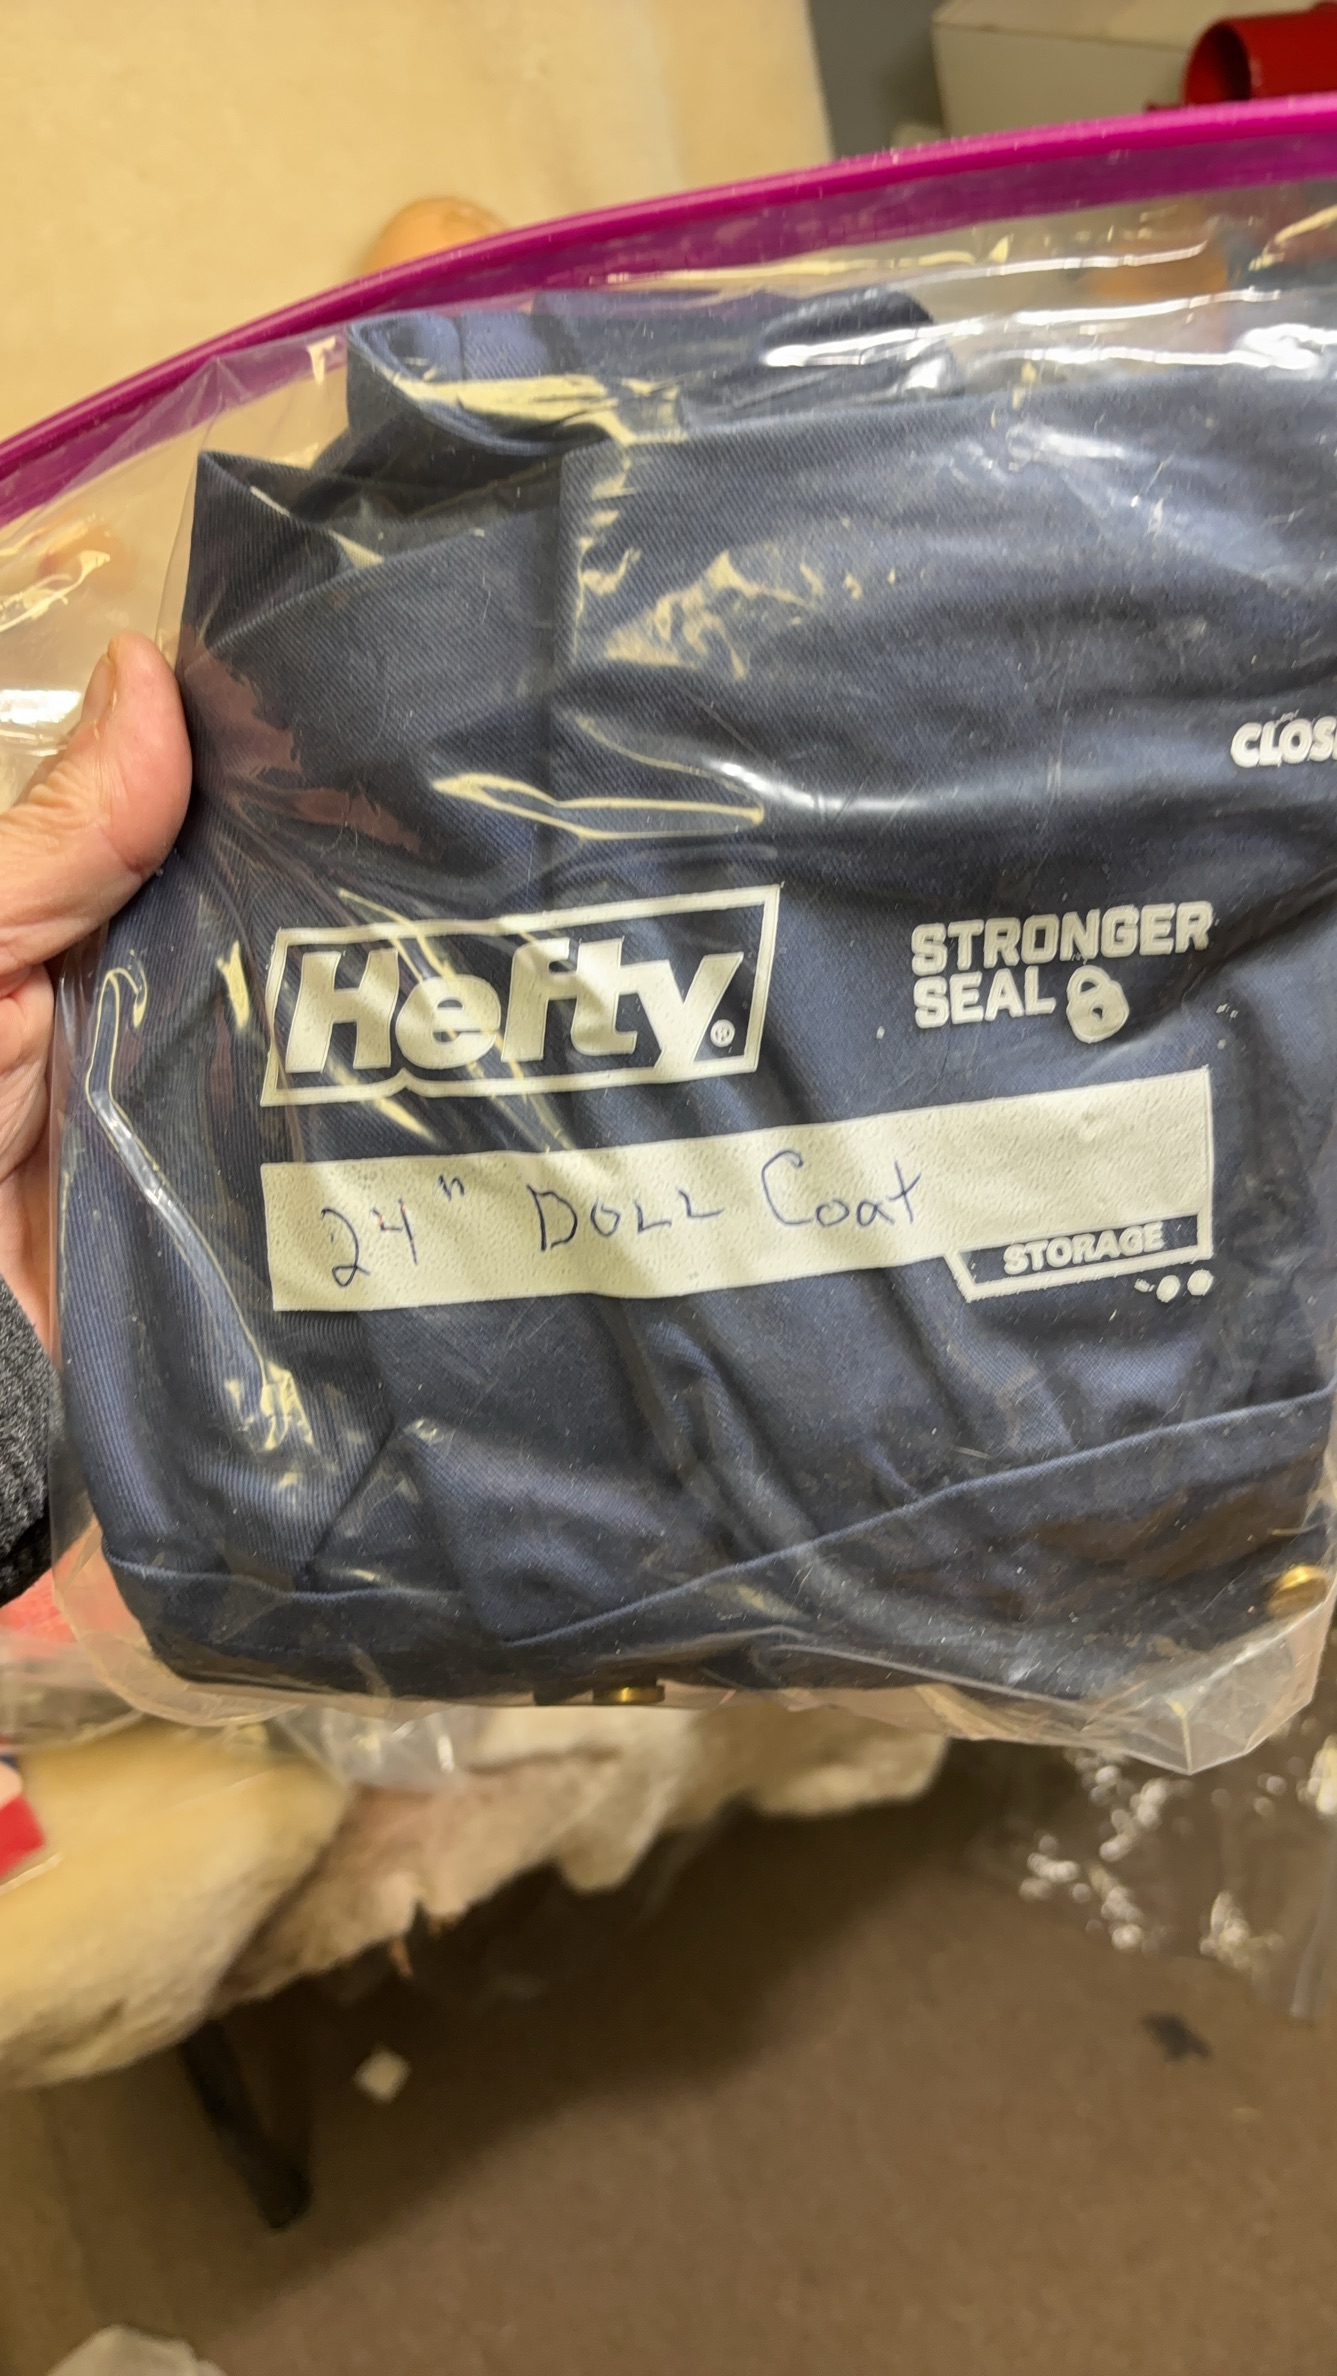 CLOS
Hefty®
STRONGER
SEAL
24" DOLL Coat
STORAGE